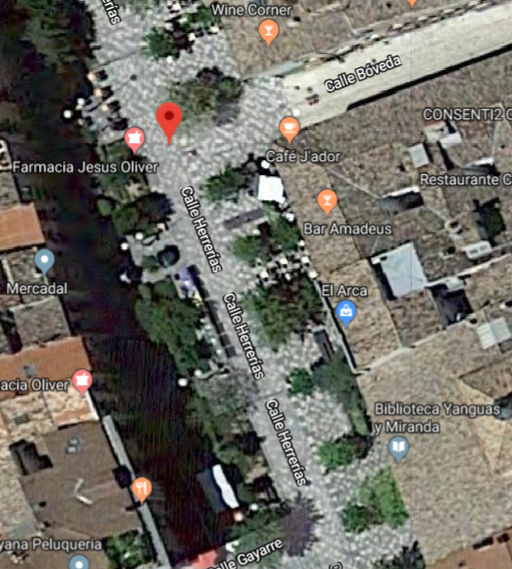 Herrerías
Wine Corner
Calle Bóveda
CONSENTI2 C
Farmacia Jesus Oliver
Café J'ador
Restaurante C
Calle Herrerías
Bar Amadeus
Mercadal
El Arca
Calle Herrerías
acia Oliver
Calle Herrerías
Biblioteca Yanguas
y Miranda
yana Peluqueria
Calle Gayarre